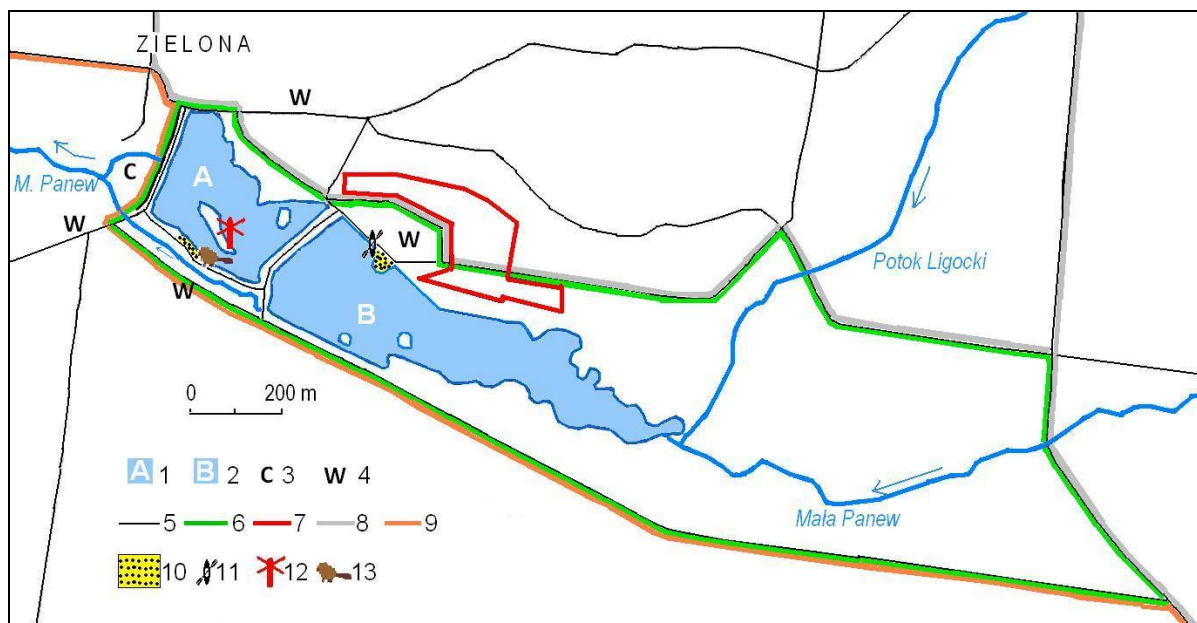 ZIELONA
W
A
M. Panew
C
W
W
W
B
Potok Ligocki
Mała Panew
0 200 m
A 1 B 2 C 3 W 4
5 6 7 8 9
10 11 12 13